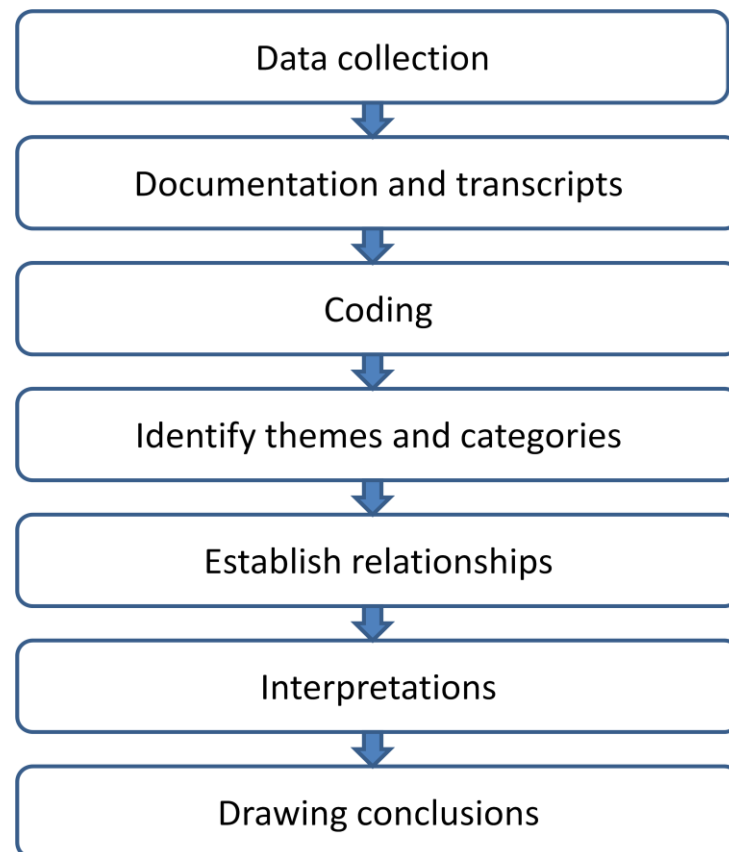 Data collection
Documentation and transcripts
Coding
Identify themes and categories
Establish relationships
Interpretations
Drawing conclusions